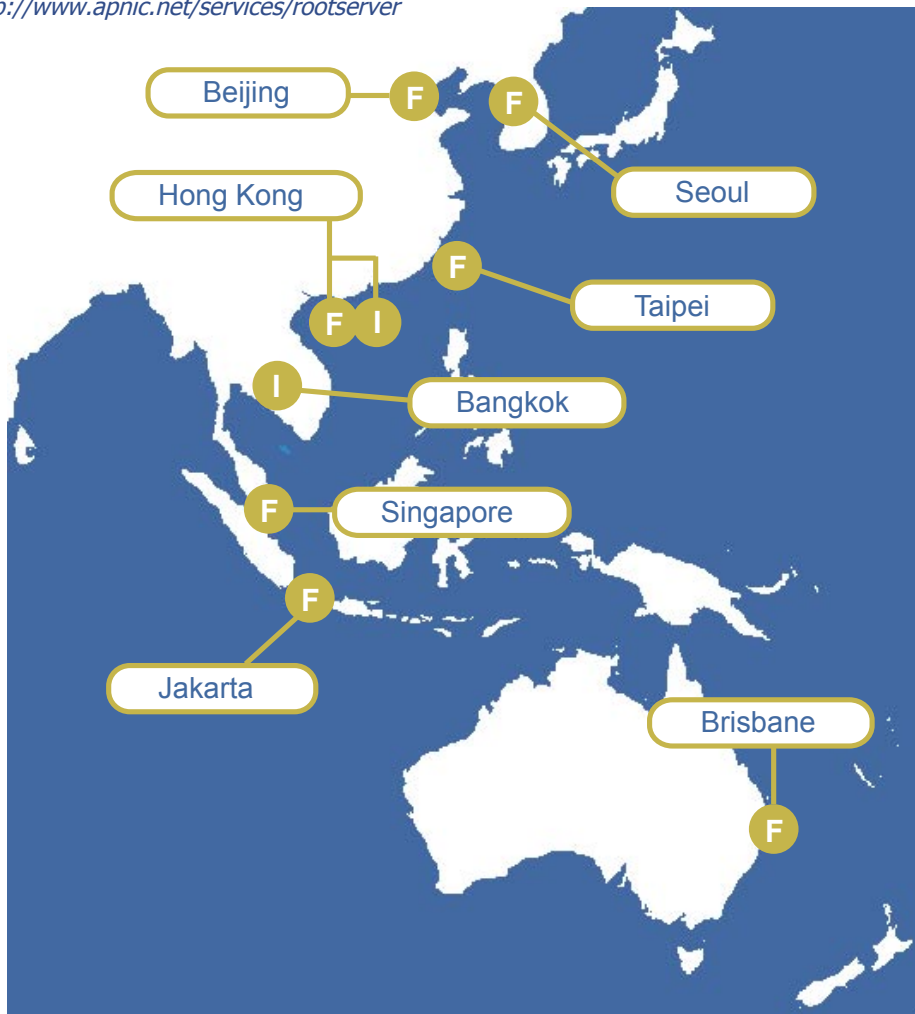 ://www.apnic.net/services/rootserver
Beijing
F
F
Seoul
Hong Kong
F
Taipei
F
I
I
Bangkok
F
Singapore
F
Jakarta
Brisbane
F